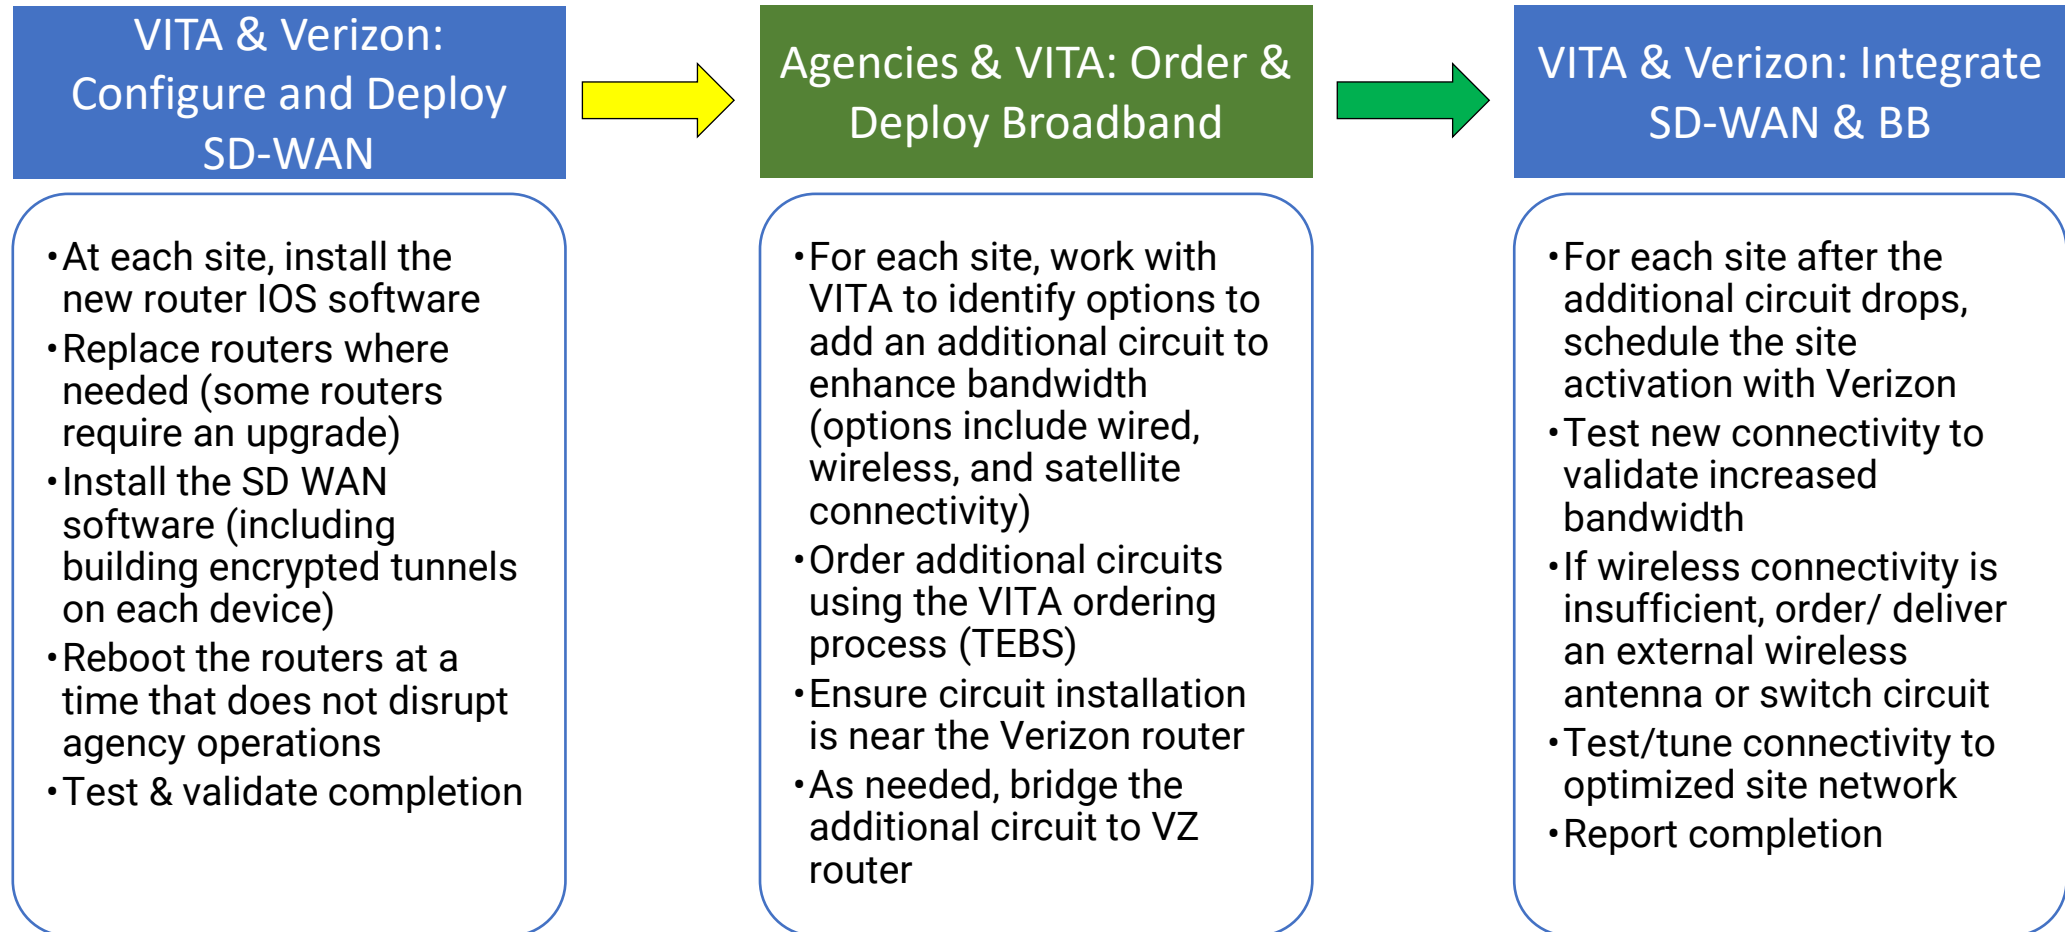 VITA & Verizon:
Configure and Deploy
SD-WAN
•At each site, install the
new router IOS software
•Replace routers where
needed (some routers
require an upgrade)
•Install the SD WAN
software (including
building encrypted tunnels
on each device)
•Reboot the routers at a
time that does not disrupt
agency operations
•Test & validate completion
Agencies & VITA: Order &
Deploy Broadband
•For each site, work with
VITA to identify options to
add an additional circuit to
enhance bandwidth
(options include wired,
wireless, and satellite
connectivity)
•Order additional circuits
using the VITA ordering
process (TEBS)
•Ensure circuit installation
is near the Verizon router
•As needed, bridge the
additional circuit to VZ
router
VITA & Verizon: Integrate
SD-WAN & BB
•For each site after the
additional circuit drops,
schedule the site
activation with Verizon
•Test new connectivity to
validate increased
bandwidth
•If wireless connectivity is
insufficient, order/ deliver
an external wireless
antenna or switch circuit
•Test/tune connectivity to
optimized site network
•Report completion